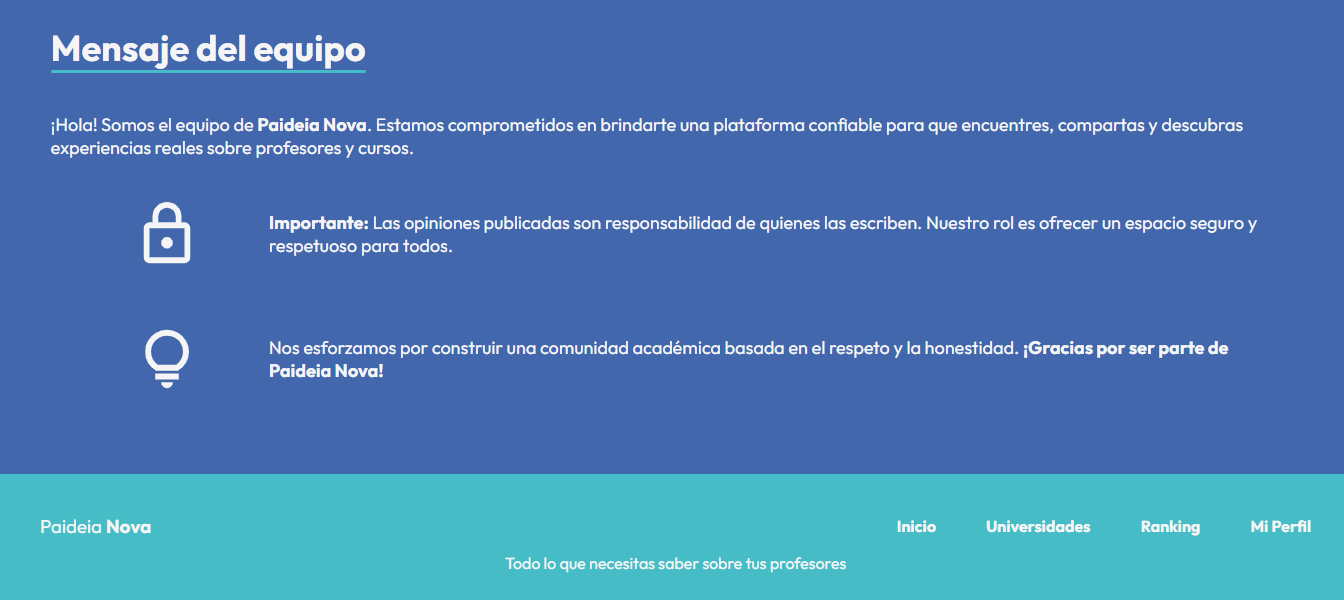 Mensaje del equipo
¡Hola! Somos el equipo de Paideia Nova. Estamos comprometidos en brindarte una plataforma confiable para que encuentres, compartas y descubras
experiencias reales sobre profesores y cursos.
Importante: Las opiniones publicadas son responsabilidad de quienes las escriben. Nuestro rol es ofrecer un espacio seguro y
respetuoso para todos.
Nos esforzamos por construir una comunidad académica basada en el respeto y la honestidad. ¡Gracias por ser parte de
Paideia Nova!
Paideia Nova
Inicio Universidades Ranking Mi Perfil
Todo lo que necesitas saber sobre tus profesores